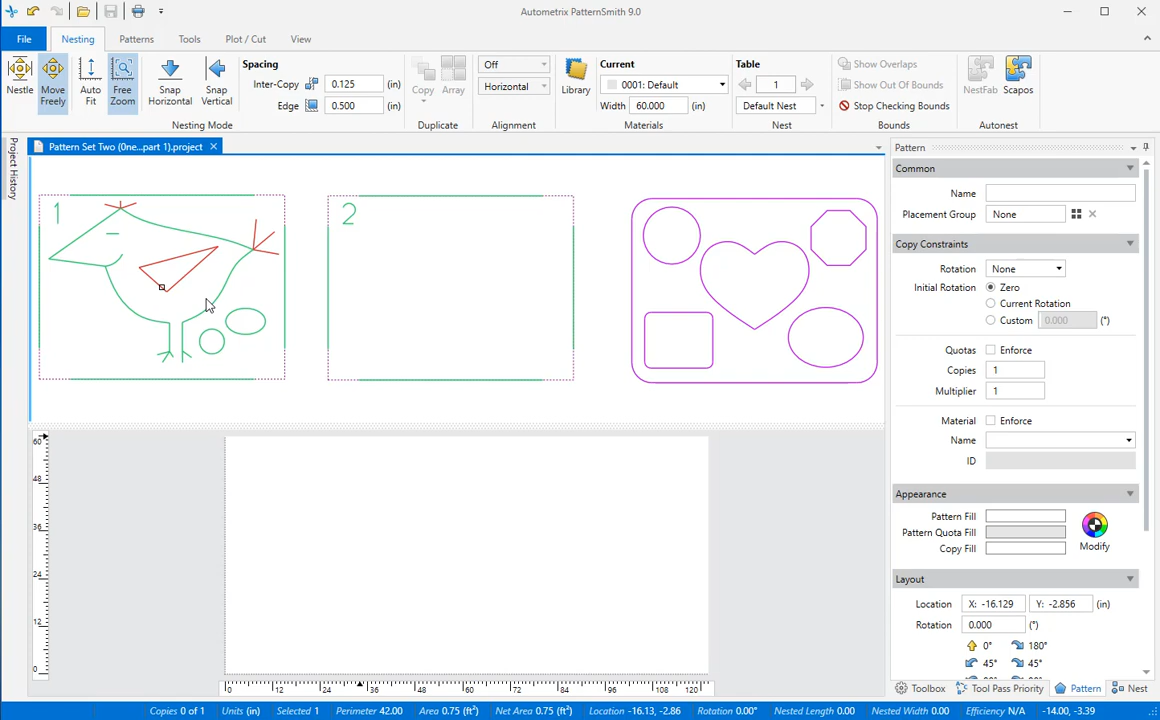 Autometrix PatternSmith 9.0
File Nesting Patterns Tools Plot / Cut View
Nestle Move Freely Auto Fit Free Zoom Snap Horizontal Snap Vertical
Spacing
Inter-Copy 0.125 (in)
Edge 0.500 (in)
Nesting Mode
Copy Array
Duplicate
Off
Horizontal
Alignment
Library
Current
0001: Default
Width 60.000 (in)
Materials
Table
1
Default Nest
Nest
Show Overlaps
Show Out Of Bounds
Stop Checking Bounds
Bounds
NestFab Scapos
Autonest
Project History
Pattern Set Two (0ne...part 1).project
1
2
60
48
36
24
12
0
0 12 24 36 48 60 72 84 96 108 120
Pattern
Common
Name
Placement Group None
Copy Constraints
Rotation None
Initial Rotation Zero
Current Rotation
Custom 0.000 (°)
Quotas Enforce
Copies 1
Multiplier 1
Material Enforce
Name
ID
Appearance
Pattern Fill
Pattern Quota Fill
Copy Fill
Modify
Layout
Location X: -16.129 Y: -2.856 (in)
Rotation 0.000 (°)
0° 180°
45° 45°
Toolbox Tool Pass Priority Pattern Nest
Copies 0 of 1 Units (in) Selected 1 Perimeter 42.00 Area 0.75 (ft²) Net Area 0.75 (ft²) Location -16.13, -2.86 Rotation 0.00° Nested Length 0.00 Nested Width 0.00 Efficiency N/A -14.00, -3.39